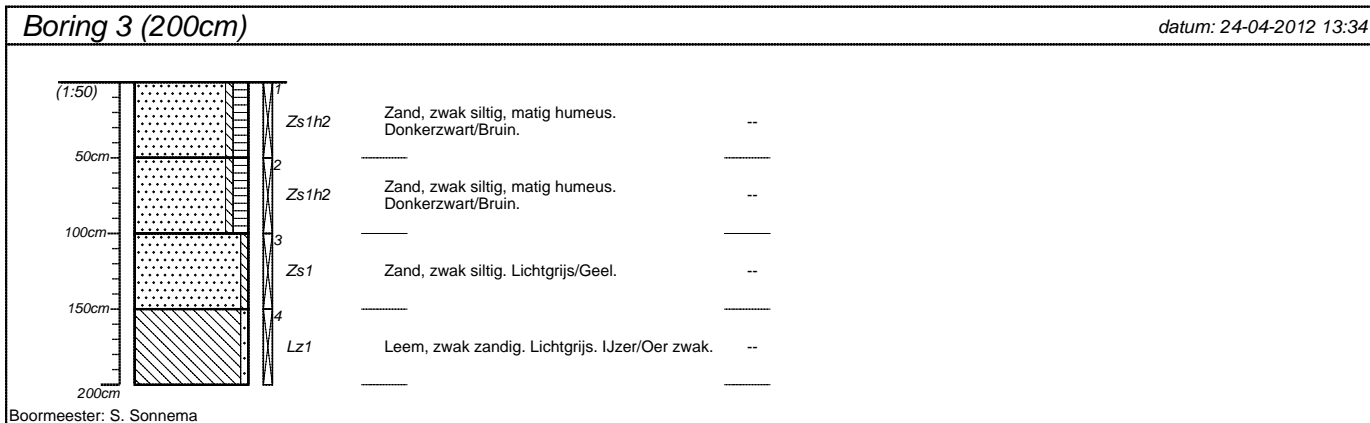 Boring 3 (200cm)
datum: 24-04-2012 13:34
(1:50)
1
Zs1h2
Zand, zwak siltig, matig humeus.
Donkerzwart/Bruin.
--
50cm
2
Zs1h2
Zand, zwak siltig, matig humeus.
Donkerzwart/Bruin.
--
100cm
3
Zs1
Zand, zwak siltig. Lichtgrijs/Geel.
--
150cm
4
Lz1
Leem, zwak zandig. Lichtgrijs. IJzer/Oer zwak.
--
200cm
Boormeester: S. Sonnema